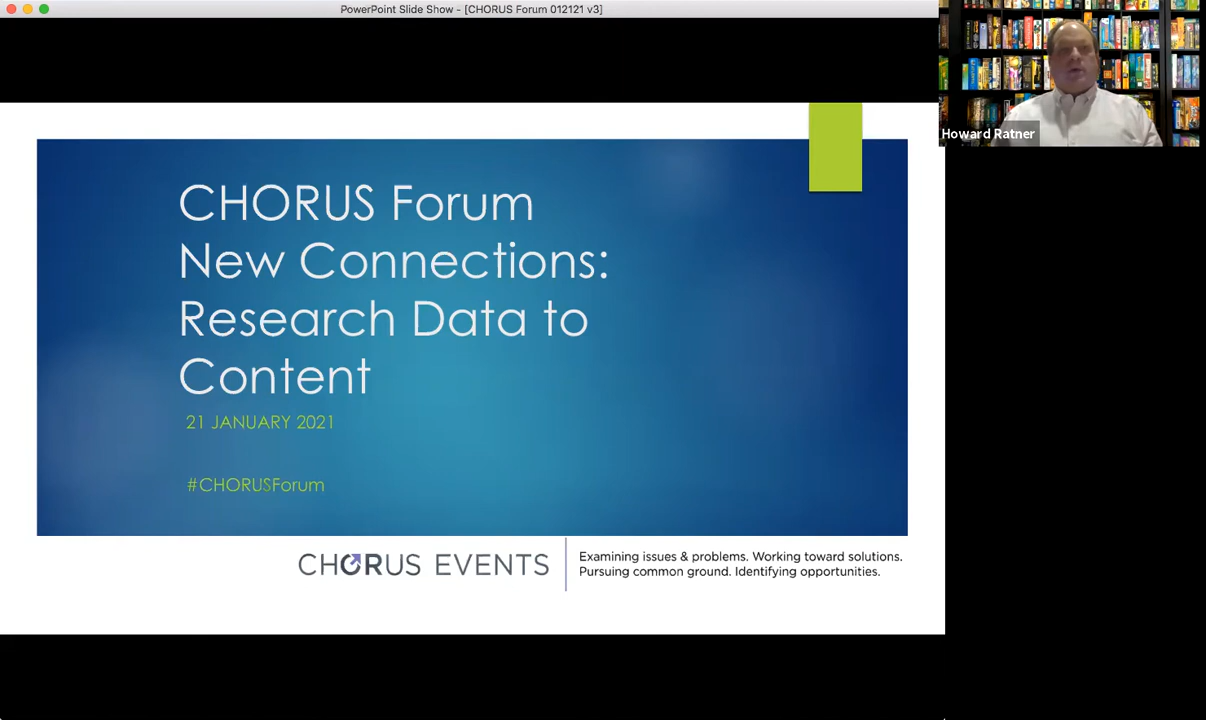 PowerPoint Slide Show - [CHORUS Forum 012121 v3]
Howard Ratner
CHORUS Forum
New Connections:
Research Data to
Content
21 JANUARY 2021
#CHORUSForum
CHORUS EVENTS
Examining issues & problems. Working toward solutions.
Pursuing common ground. Identifying opportunities.